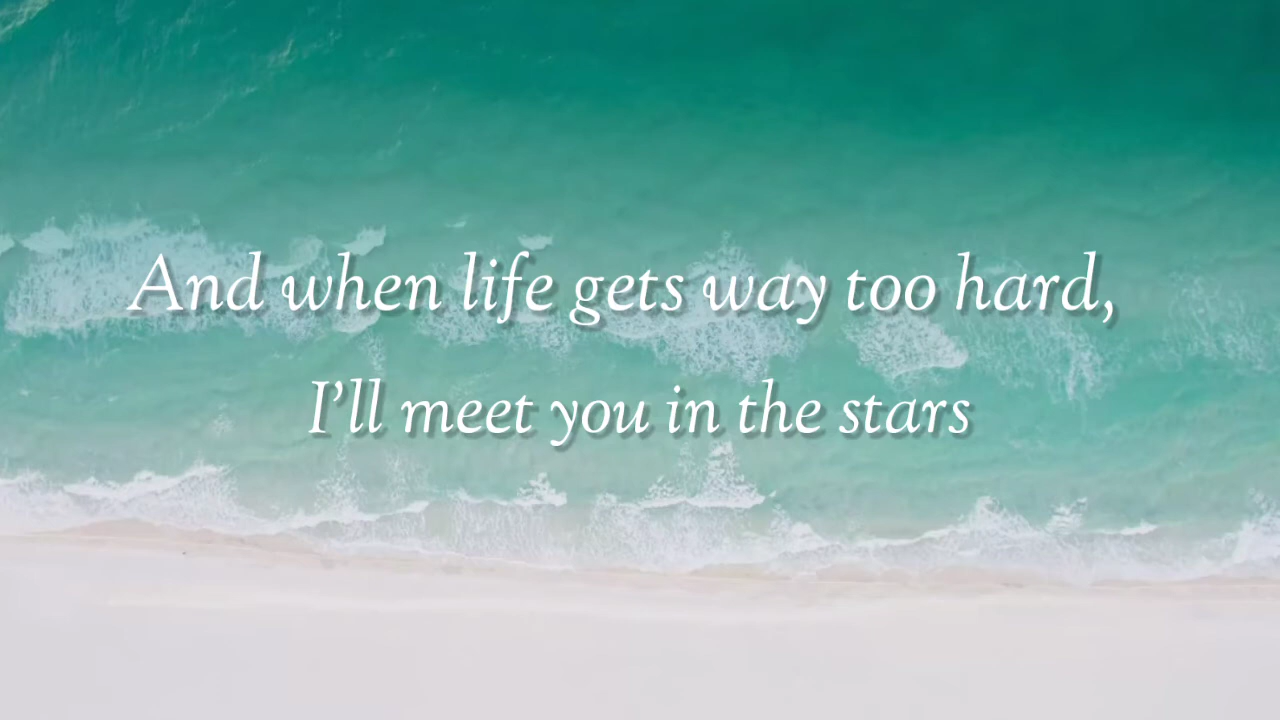 And when life gets way too hard,
I’ll meet you in the stars